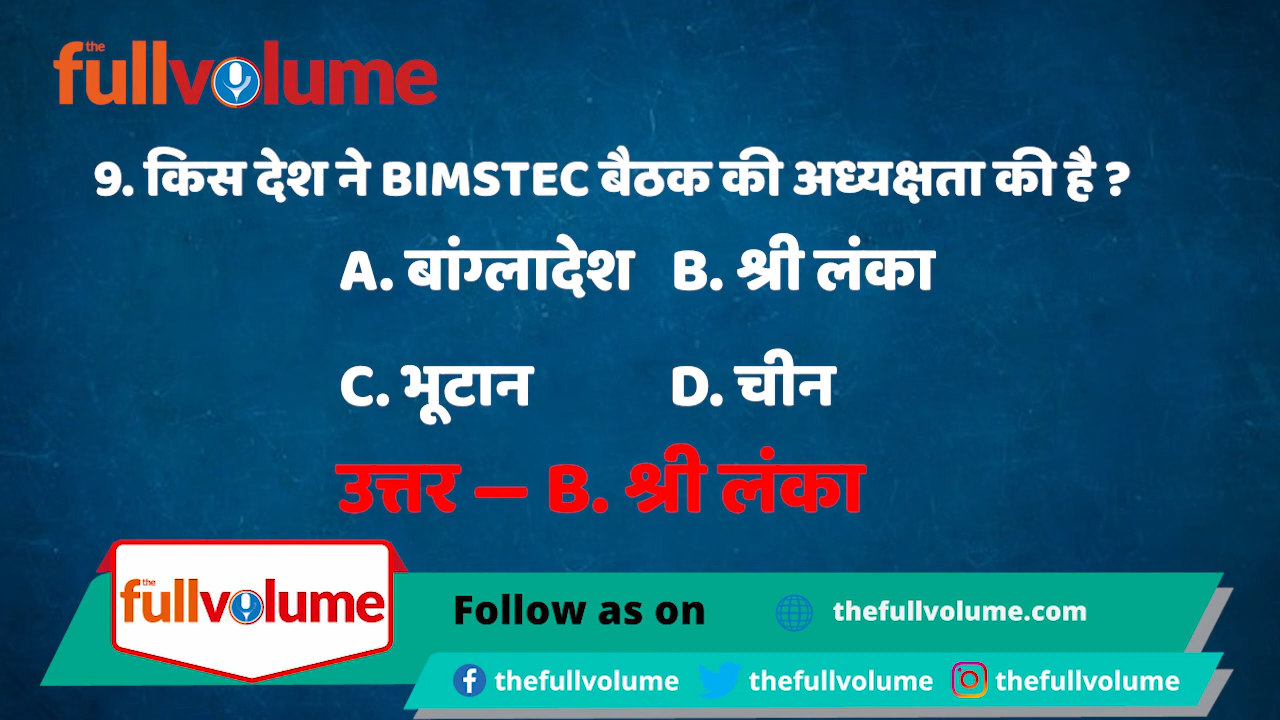 the
fullvolume
9. किस देश ने BIMSTEC बैठक की अध्यक्षता की है ?
A. बांग्लादेश B. श्री लंका
C. भूटान D. चीन
उत्तर – B. श्री लंका
the
fullvolume
Follow as on thefullvolume.com
thefullvolume thefullvolume thefullvolume